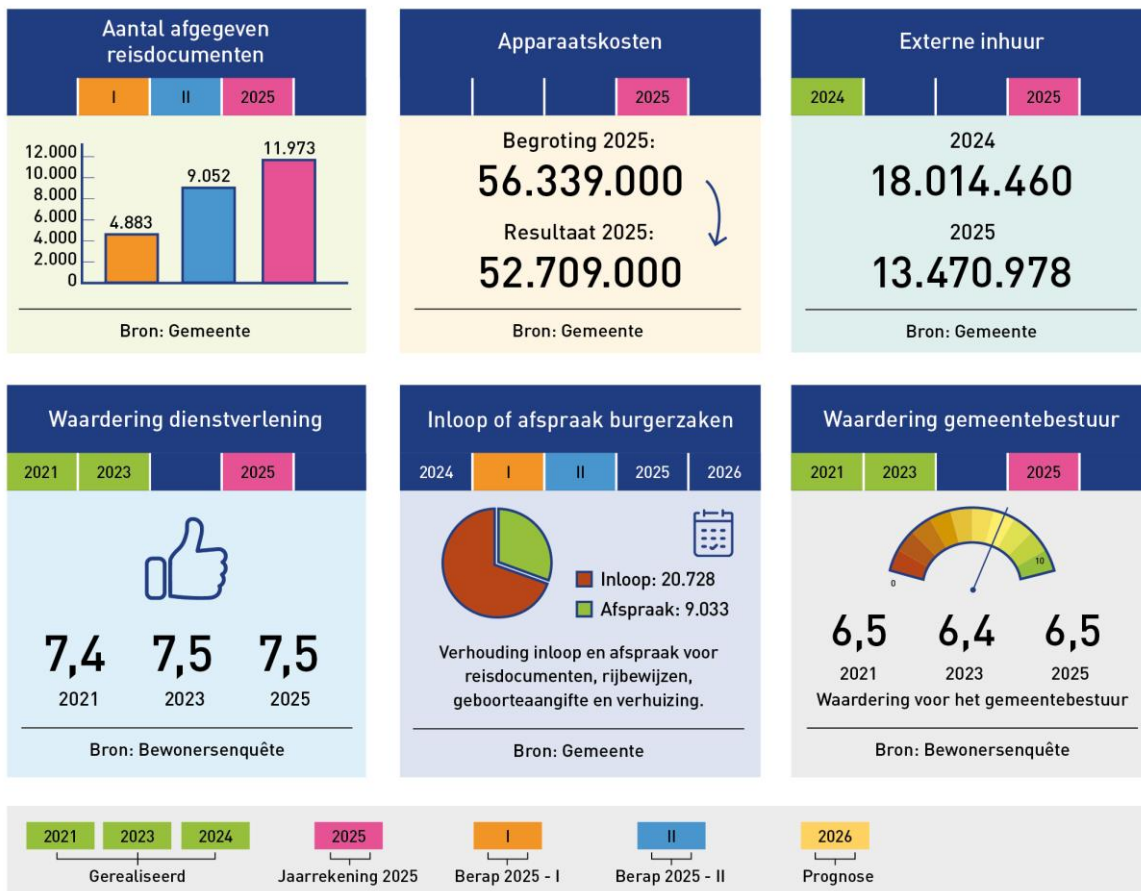 Aantal afgegeven
reisdocumenten
I II 2025
12.000
10.000
8.000
6.000
4.000
2.000
0
4.883
9.052
11.973
Bron: Gemeente
Apparaatskosten
2025
Begroting 2025:
56.339.000
Resultaat 2025:
52.709.000
Bron: Gemeente
Externe inhuur
2024 2025
2024
18.014.460
2025
13.470.978
Bron: Gemeente
Waardering dienstverlening
2021 2023 2025
7,4 7,5 7,5
2021 2023 2025
Bron: Bewonersenquête
Inloop of afspraak burgerzaken
2024 I II 2025 2026
Inloop: 20.728
Afspraak: 9.033
Verhouding inloop en afspraak voor
reisdocumenten, rijbewijzen,
geboorteaangifte en verhuizing.
Bron: Gemeente
Waardering gemeentebestuur
2021 2023 2025
0 10
6,5 6,4 6,5
2021 2023 2025
Waardering voor het gemeentebestuur
Bron: Bewonersenquête
2021 2023 2024 2025 I II 2026
Gerealiseerd Jaarrekening 2025 Berap 2025 - I Berap 2025 - II Prognose